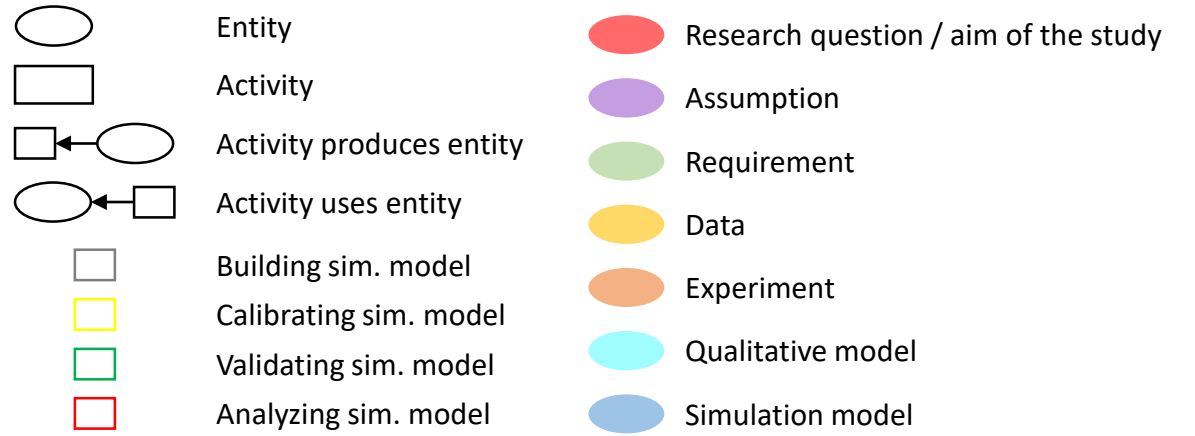 Entity
Activity
Activity produces entity
Activity uses entity
Building sim. model
Calibrating sim. model
Validating sim. model
Analyzing sim. model
Research question / aim of the study
Assumption
Requirement
Data
Experiment
Qualitative model
Simulation model